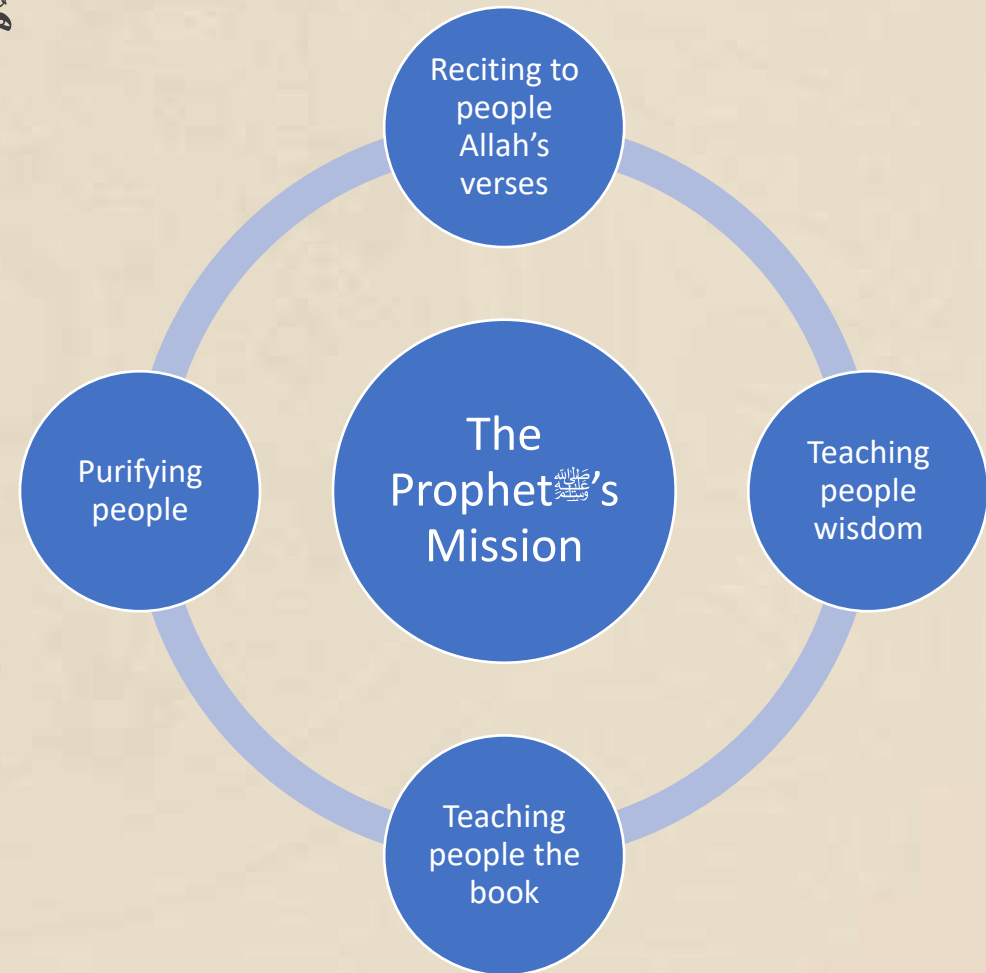 Reciting to
people
Allah’s
verses
The
Prophetﷺ’s
Mission
Purifying
people
Teaching
people
wisdom
Teaching
people the
book